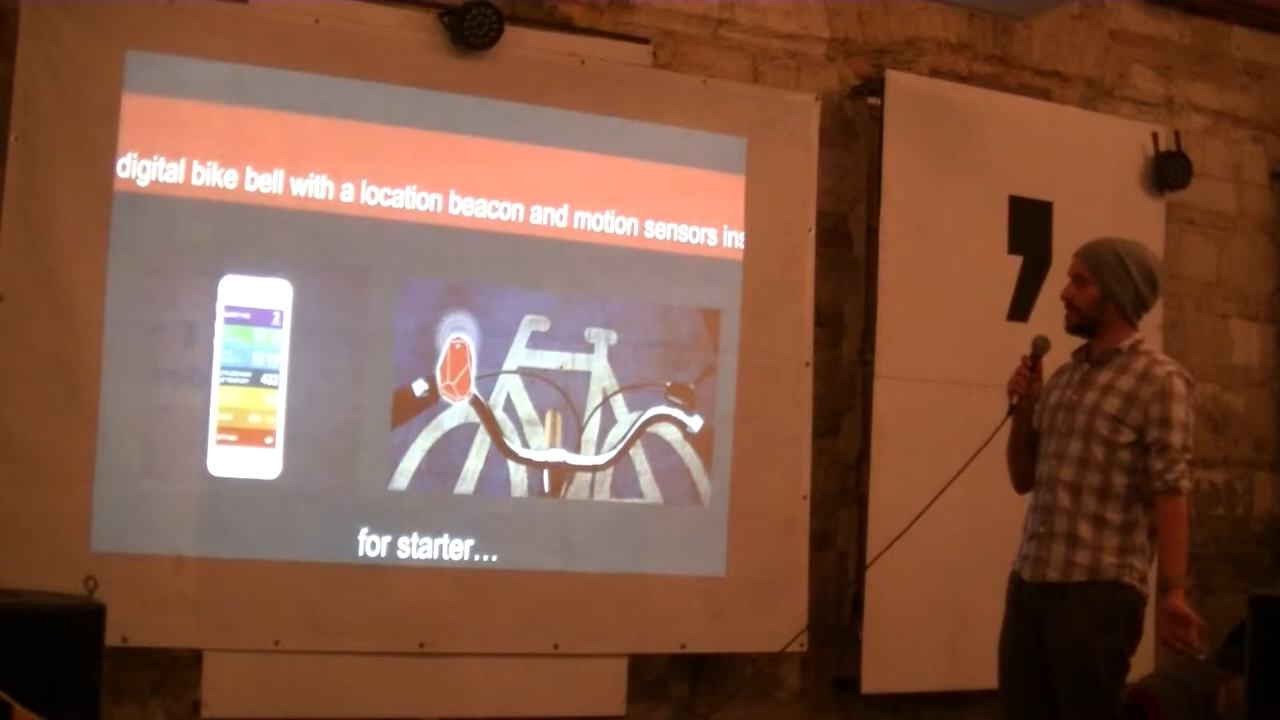 digital bike bell with a location beacon and motion sensors ins
for starter...